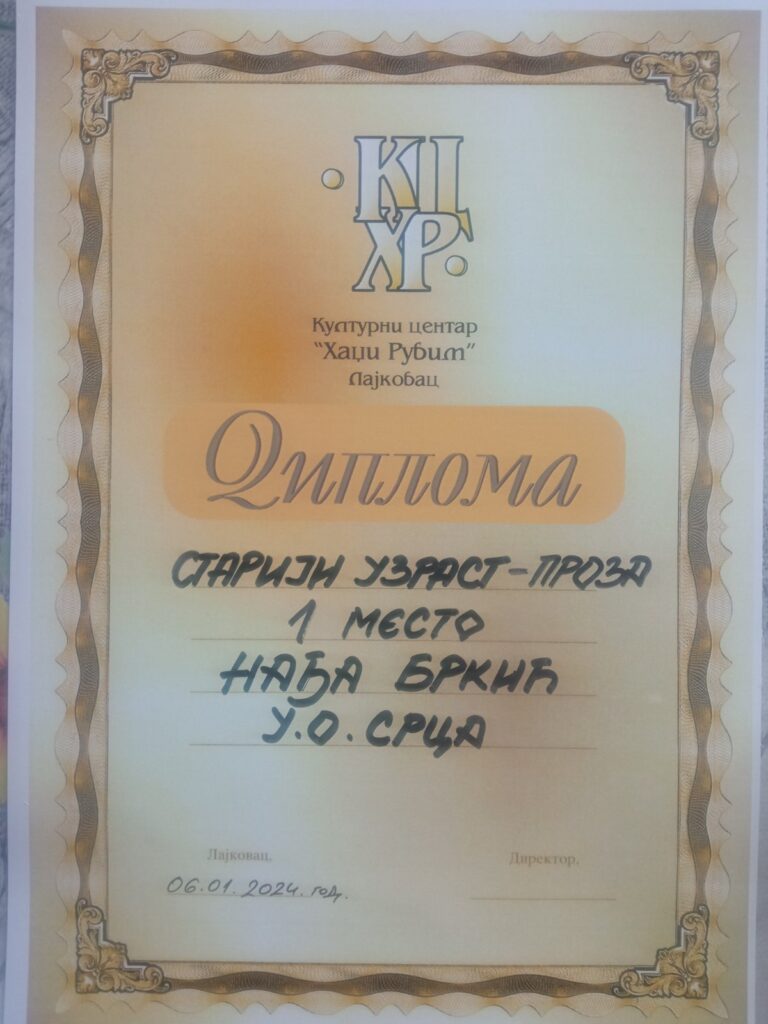 КЦ
ХР
Културни центар
"Хаџи Рувим"
Лајковац
Диплома
СТАРИЈИ УЗРАСТ-ПРОЗА
1 МЕСТО
НАЂА БРКИЋ
У.О. СРЦА
Лајковац,
Директор,
06.01.2024. год.